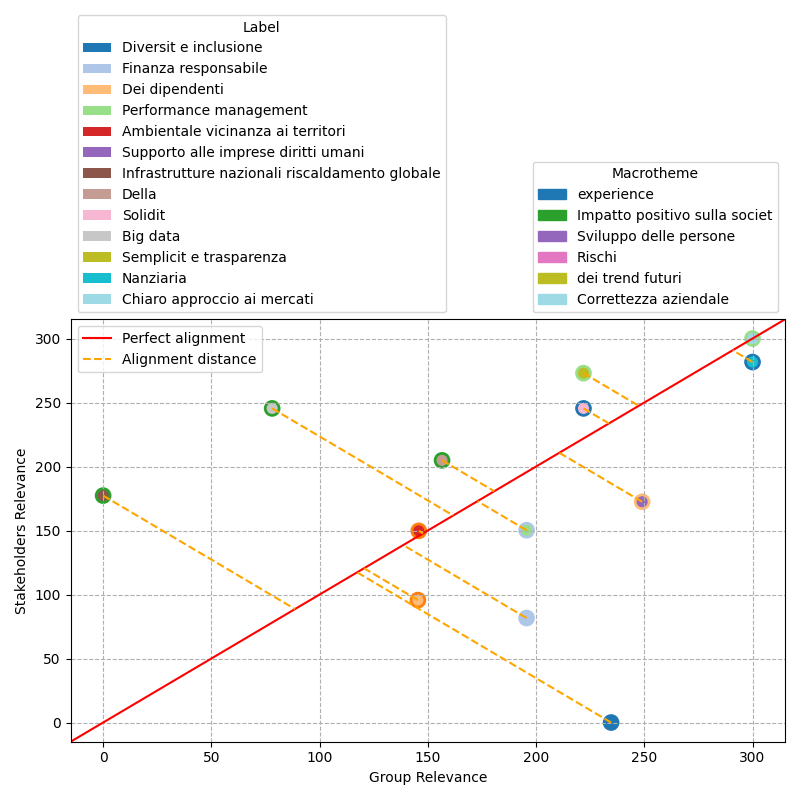 Label
Diversit e inclusione
Finanza responsabile
Dei dipendenti
Performance management
Ambientale vicinanza ai territori
Supporto alle imprese diritti umani
Infrastrutture nazionali riscaldamento globale
Della
Solidit
Big data
Semplicit e trasparenza
Nanziaria
Chiaro approccio ai mercati
Macrotheme
experience
Impatto positivo sulla societ
Sviluppo delle persone
Rischi
dei trend futuri
Correttezza aziendale
Perfect alignment
Alignment distance
Stakeholders Relevance
300
250
200
150
100
50
0
0 50 100 150 200 250 300
Group Relevance